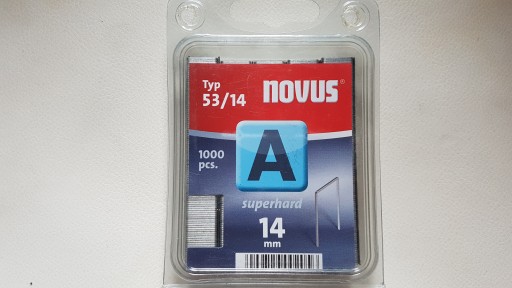 Typ
53/14
novus®
1000
pcs.
A
superhard
14
mm